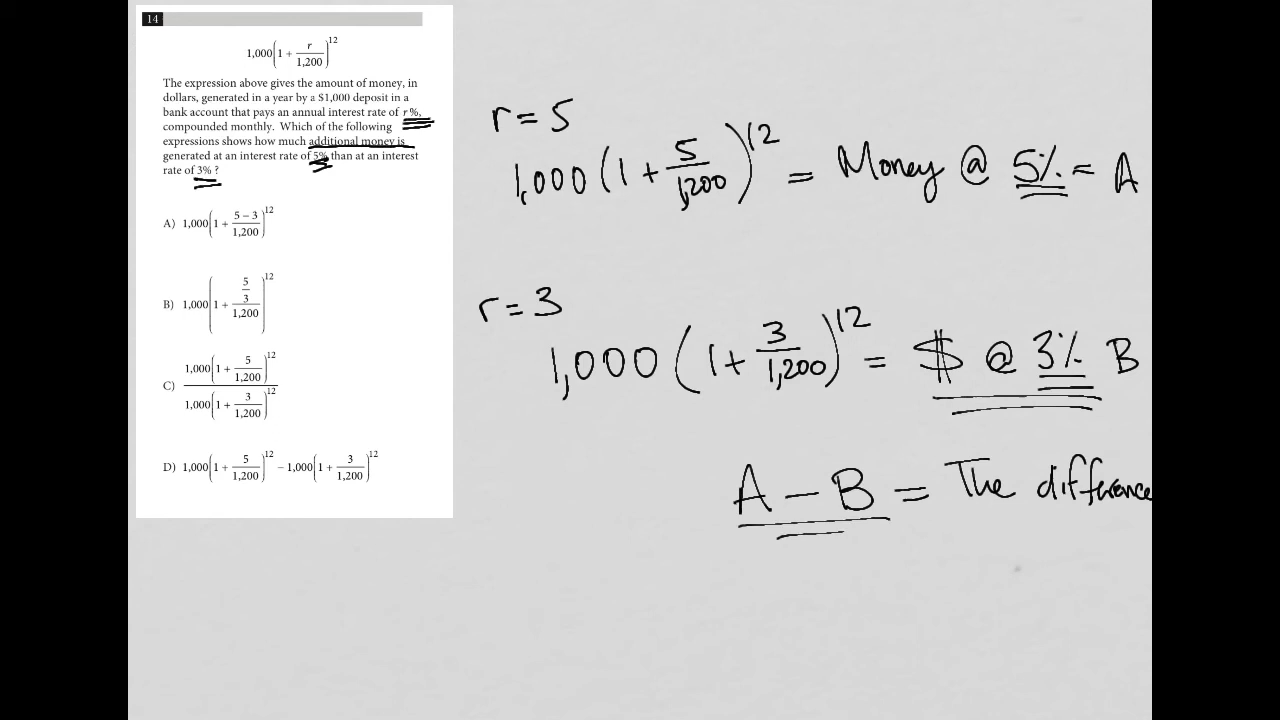 14
1,000(1 + r/1,200)^12
The expression above gives the amount of money, in
dollars, generated in a year by a $1,000 deposit in a
bank account that pays an annual interest rate of r%,
compounded monthly. Which of the following
expressions shows how much additional money is
generated at an interest rate of 5% than at an interest
rate of 3% ?
A) 1,000(1 + (5 − 3)/1,200)^12
B) 1,000(1 + (5/3)/1,200)^12
C) 1,000(1 + 5/1,200)^12 / 1,000(1 + 3/1,200)^12
D) 1,000(1 + 5/1,200)^12 − 1,000(1 + 3/1,200)^12
r = 5
1,000(1 + 5/1,200)^12 = Money @ 5% = A
r = 3
1,000(1 + 3/1,200)^12 = $ @ 3% B
A − B = The difference